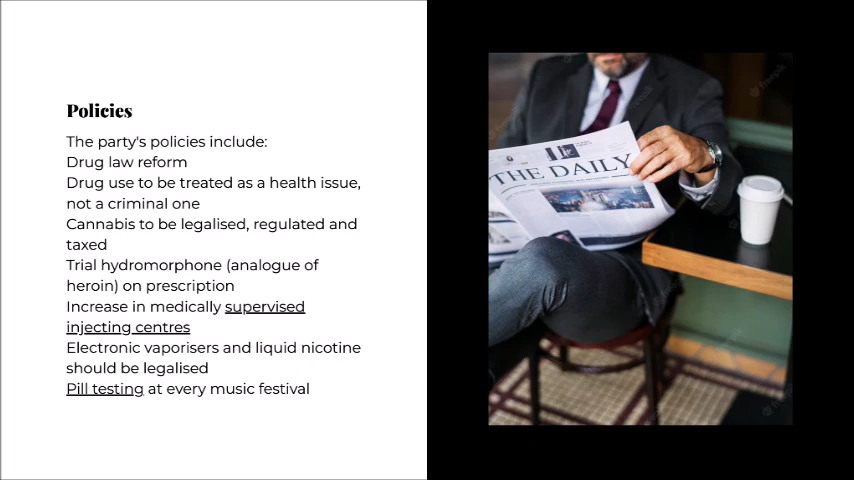 Policies
The party's policies include:
Drug law reform
Drug use to be treated as a health issue,
not a criminal one
Cannabis to be legalised, regulated and
taxed
Trial hydromorphone (analogue of
heroin) on prescription
Increase in medically supervised
injecting centres
Electronic vaporisers and liquid nicotine
should be legalised
Pill testing at every music festival
THE DAILY